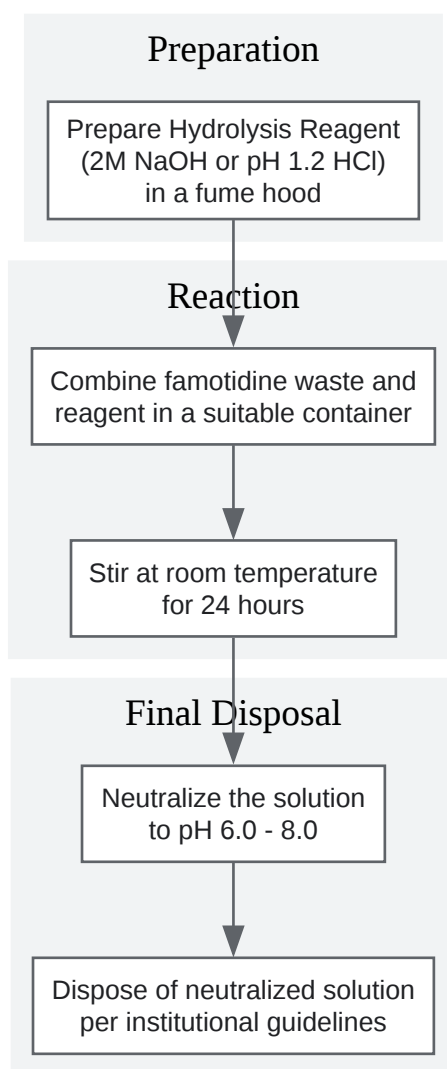 Preparation
Prepare Hydrolysis Reagent
(2M NaOH or pH 1.2 HCl)
in a fume hood
Reaction
Combine famotidine waste and
reagent in a suitable container
Stir at room temperature
for 24 hours
Final Disposal
Neutralize the solution
to pH 6.0 - 8.0
Dispose of neutralized solution
per institutional guidelines